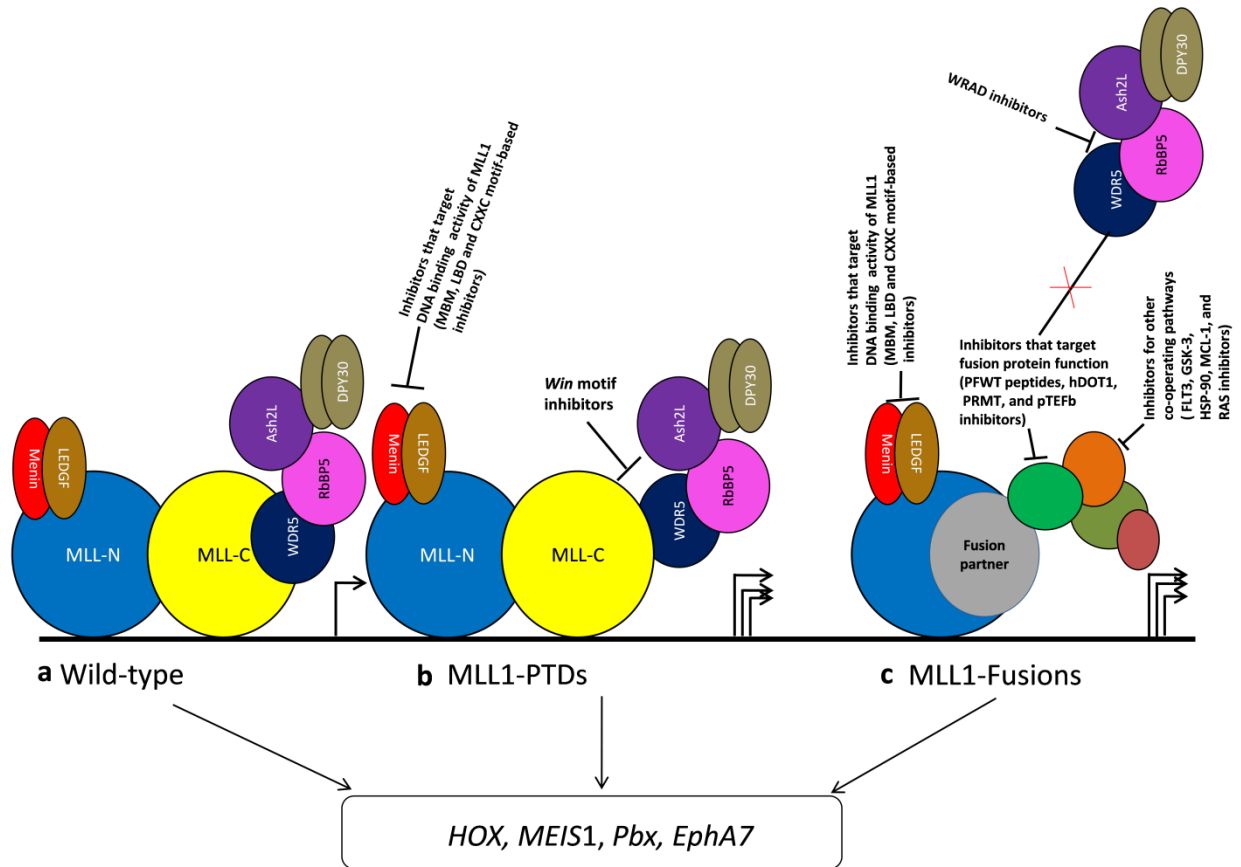 Menin
LEDGF
MLL-N
MLL-C
WDR5
RbBP5
Ash2L
DPY30
a Wild-type
Inhibitors that target
DNA binding activity of MLL1
(MBM, LBD and CXXC motif-based
inhibitors)
Win motif
inhibitors
Menin
LEDGF
MLL-N
MLL-C
WDR5
RbBP5
Ash2L
DPY30
b MLL1-PTDs
Inhibitors that target
DNA binding activity of MLL1
(MBM, LBD and CXXC motif-based
inhibitors)
WRAD inhibitors
Ash2L
DPY30
RbBP5
WDR5
Inhibitors that target
fusion protein function
(PFWT peptides, hDOT1,
PRMT, and pTEFb
inhibitors)
Inhibitors for other
co-operating pathways
( FLT3, GSK-3,
HSP-90, MCL-1, and
RAS inhibitors)
Menin
LEDGF
Fusion
partner
c MLL1-Fusions
HOX, MEIS1, Pbx, EphA7